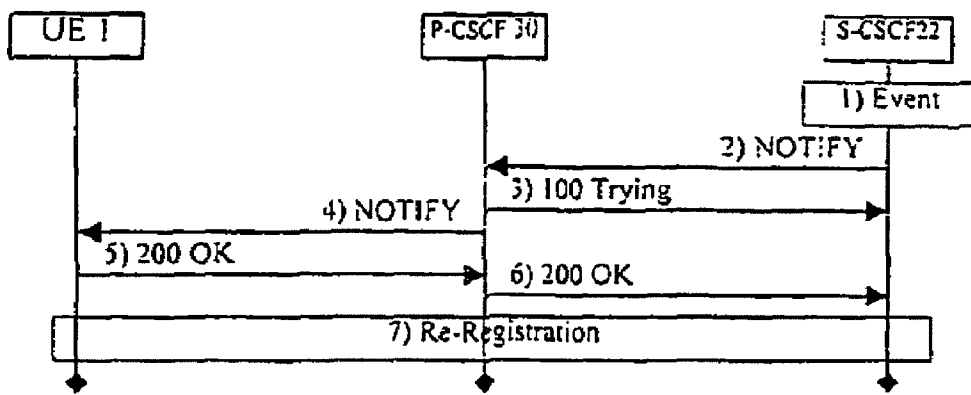 UE 1
P-CSCF 30
S-CSCF22
1) Event
2) NOTIFY
3) 100 Trying
4) NOTIFY
5) 200 OK
6) 200 OK
7) Re-Registration